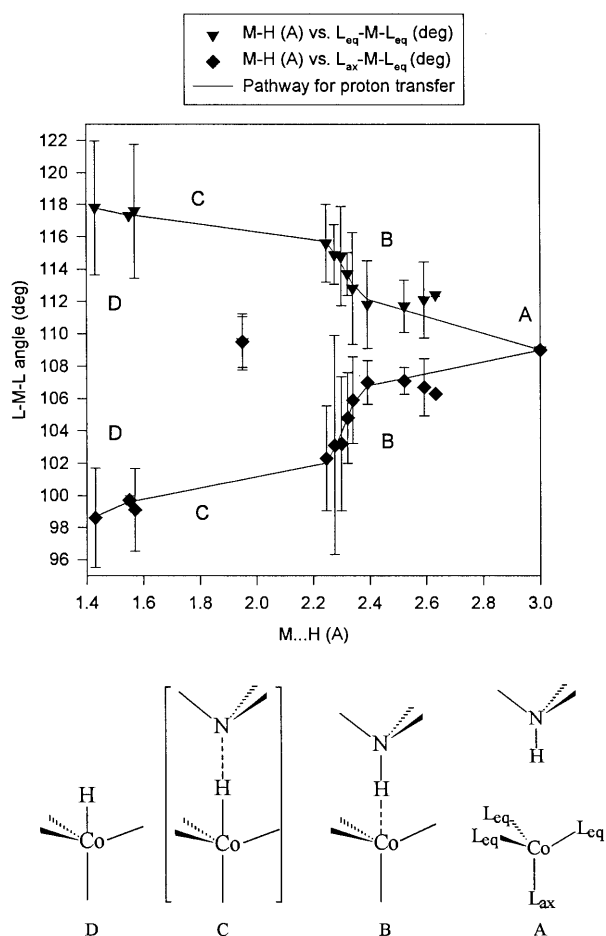 M-H (A) vs. Leq-M-Leq (deg)
M-H (A) vs. Lax-M-Leq (deg)
Pathway for proton transfer
122
120
118
116
114
112
110
108
106
104
102
100
98
96
L-M-L angle (deg)
C
B
D
A
D
B
C
1.4 1.6 1.8 2.0 2.2 2.4 2.6 2.8 3.0
M...H (A)
N
N
N
H
H
H
H
Leq
Leq
Leq
Co
Co
Co
Co
Lax
D C B A